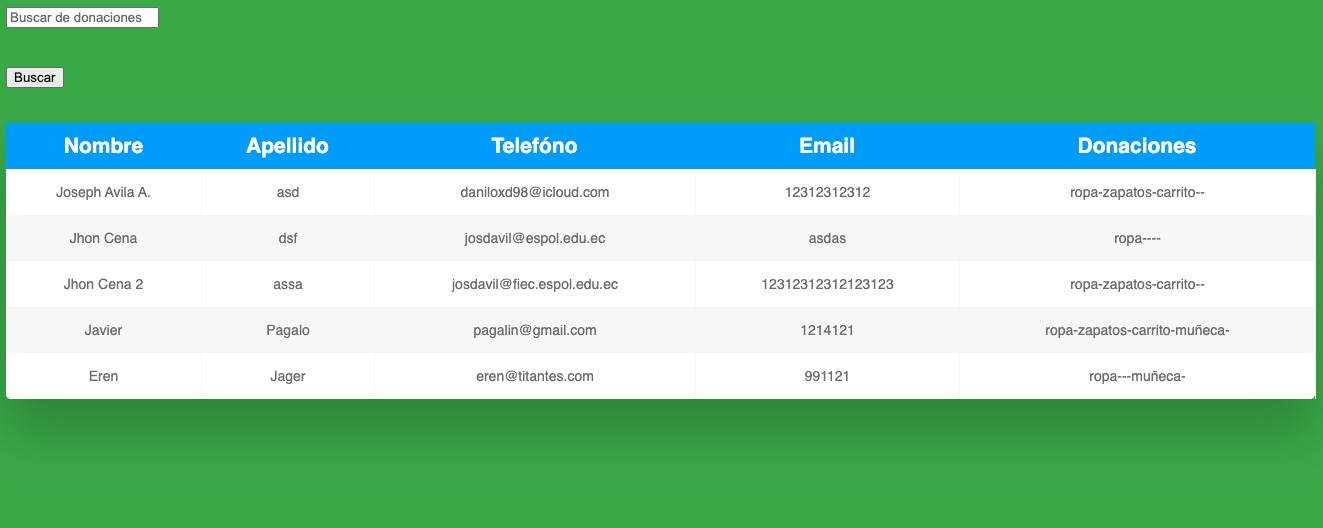 Buscar de donaciones
Buscar
Nombre Apellido Telefóno Email Donaciones
Joseph Avila A. asd daniloxd98@icloud.com 12312312312 ropa-zapatos-carrito--
Jhon Cena dsf josdavil@espol.edu.ec asdas ropa----
Jhon Cena 2 assa josdavil@fiec.espol.edu.ec 12312312312123123 ropa-zapatos-carrito--
Javier Pagalo pagalin@gmail.com 1214121 ropa-zapatos-carrito-muñeca-
Eren Jager eren@titantes.com 991121 ropa---muñeca-